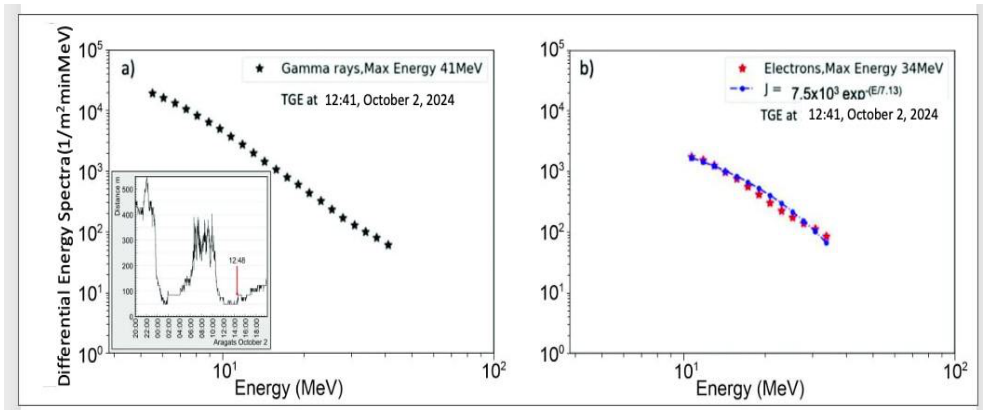 Differential Energy Spectra(1/m²minMeV)
a)
Gamma rays,Max Energy 41MeV
TGE at 12:41, October 2, 2024
10⁵
10⁴
10³
10²
10¹
10⁰
10¹
10²
Energy (MeV)
Distance m
500
400
300
200
100
0
12:48
20:00
22:00
00:00
02:00
04:00
06:00
08:00
10:00
12:00
14:00
16:00
18:00
Aragats October 2
b)
Electrons,Max Energy 34MeV
J = 7.5x10³ exp⁻⁽ᴱ/⁷·¹³⁾
TGE at 12:41, October 2, 2024
10⁵
10⁴
10³
10²
10¹
10⁰
10¹
10²
Energy (MeV)